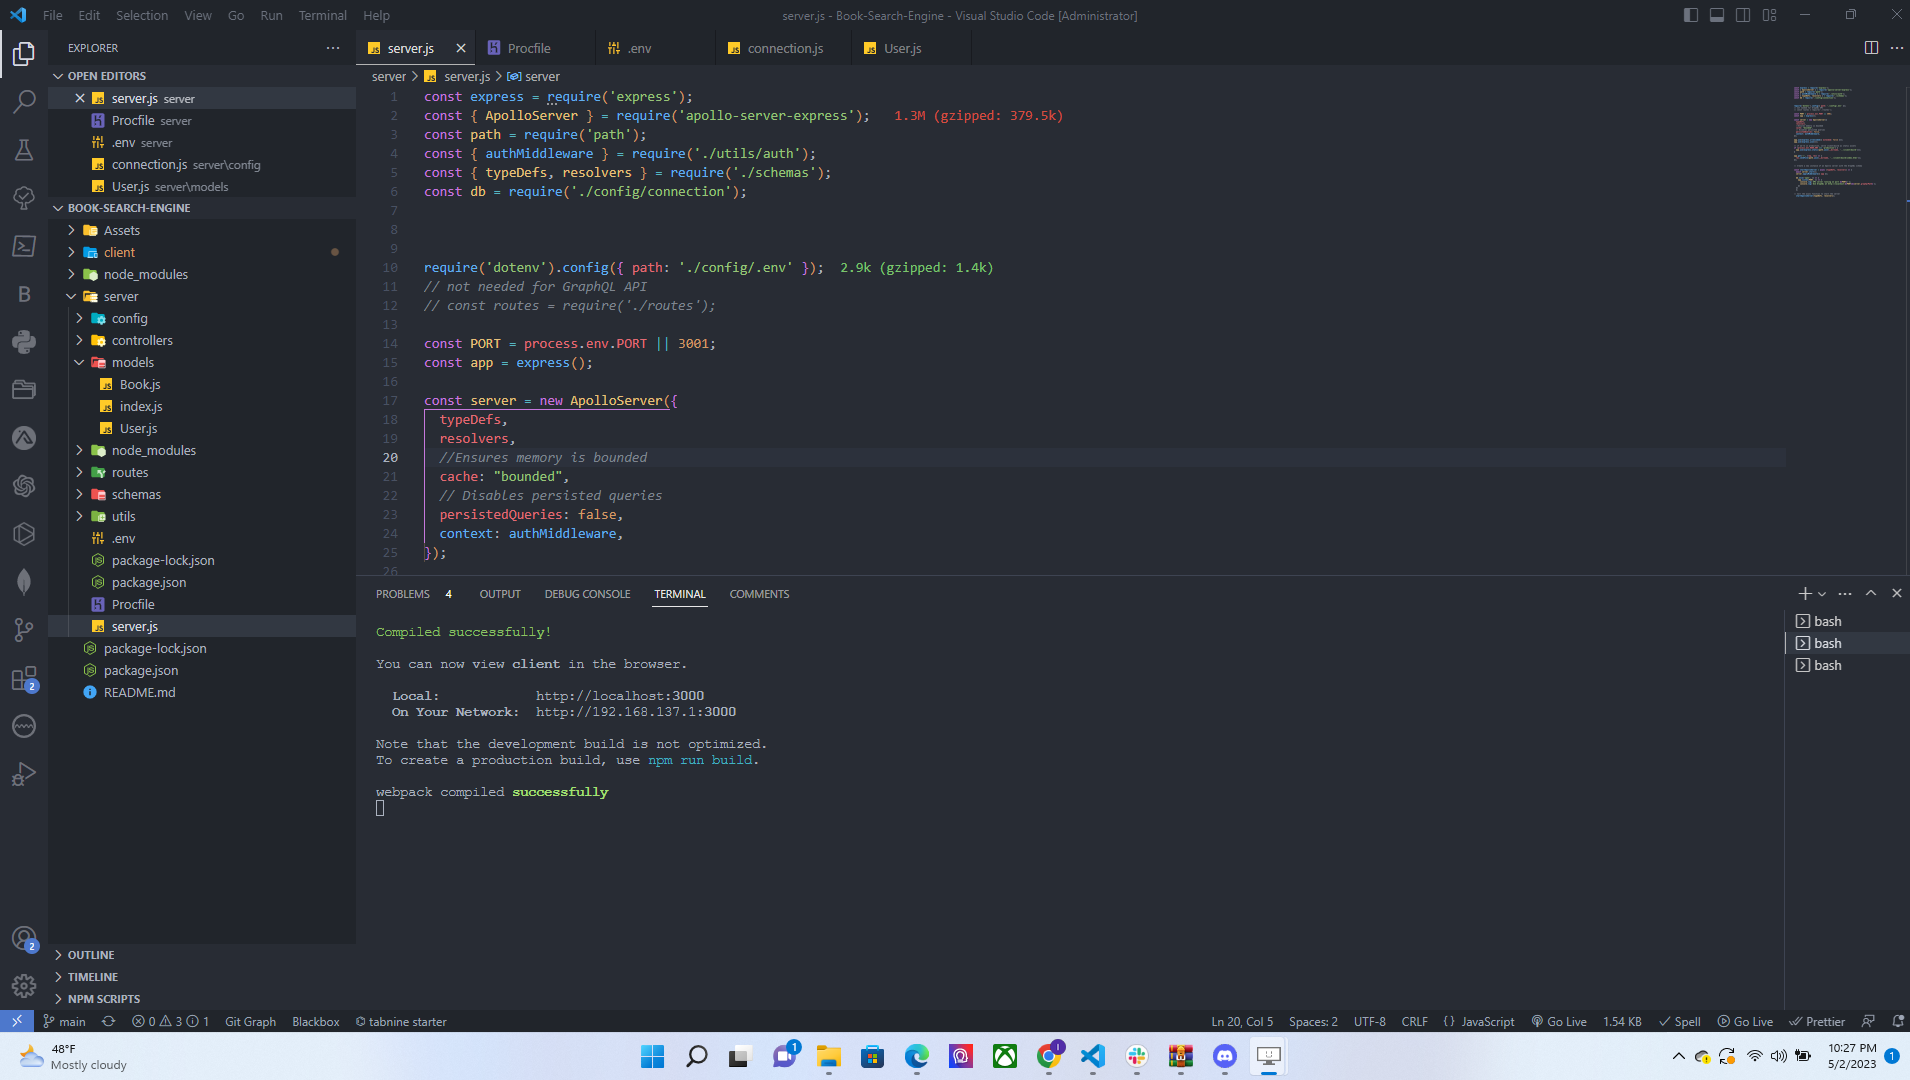 File Edit Selection View Go Run Terminal Help
server.js - Book-Search-Engine - Visual Studio Code [Administrator]
EXPLORER
OPEN EDITORS
server.js server
Procfile server
.env server
connection.js server\config
User.js server\models
BOOK-SEARCH-ENGINE
Assets
client
node_modules
server
config
controllers
models
Book.js
index.js
User.js
node_modules
routes
schemas
utils
.env
package-lock.json
package.json
Procfile
server.js
package-lock.json
package.json
README.md
OUTLINE
TIMELINE
NPM SCRIPTS
server.js Procfile .env connection.js User.js
server > server.js > server
1 const express = require('express');
2 const { ApolloServer } = require('apollo-server-express'); 1.3M (gzipped: 379.5k)
3 const path = require('path');
4 const { authMiddleware } = require('./utils/auth');
5 const { typeDefs, resolvers } = require('./schemas');
6 const db = require('./config/connection');
7
8
9
10 require('dotenv').config({ path: './config/.env' }); 2.9k (gzipped: 1.4k)
11 // not needed for GraphQL API
12 // const routes = require('./routes');
13
14 const PORT = process.env.PORT || 3001;
15 const app = express();
16
17 const server = new ApolloServer({
18 typeDefs,
19 resolvers,
20 //Ensures memory is bounded
21 cache: "bounded",
22 // Disables persisted queries
23 persistedQueries: false,
24 context: authMiddleware,
25 });
26
PROBLEMS 4 OUTPUT DEBUG CONSOLE TERMINAL COMMENTS
Compiled successfully!
You can now view client in the browser.
Local: http://localhost:3000
On Your Network: http://192.168.137.1:3000
Note that the development build is not optimized.
To create a production build, use npm run build.
webpack compiled successfully
bash
bash
bash
main 0 3 1 Git Graph Blackbox tabnine starter
Ln 20, Col 5 Spaces: 2 UTF-8 CRLF {} JavaScript Go Live 1.54 KB Spell Go Live Prettier
48°F
Mostly cloudy
10:27 PM
5/2/2023